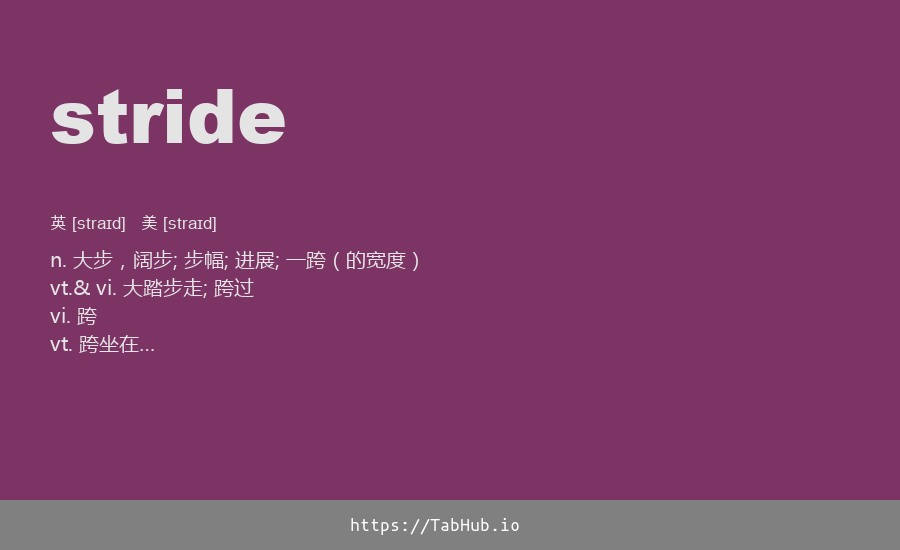 stride
英 [straɪd] 美 [straɪd]
n. 大步，阔步; 步幅; 进展; 一跨（的宽度）
vt.& vi. 大踏步走; 跨过
vi. 跨
vt. 跨坐在…
https://TabHub.io